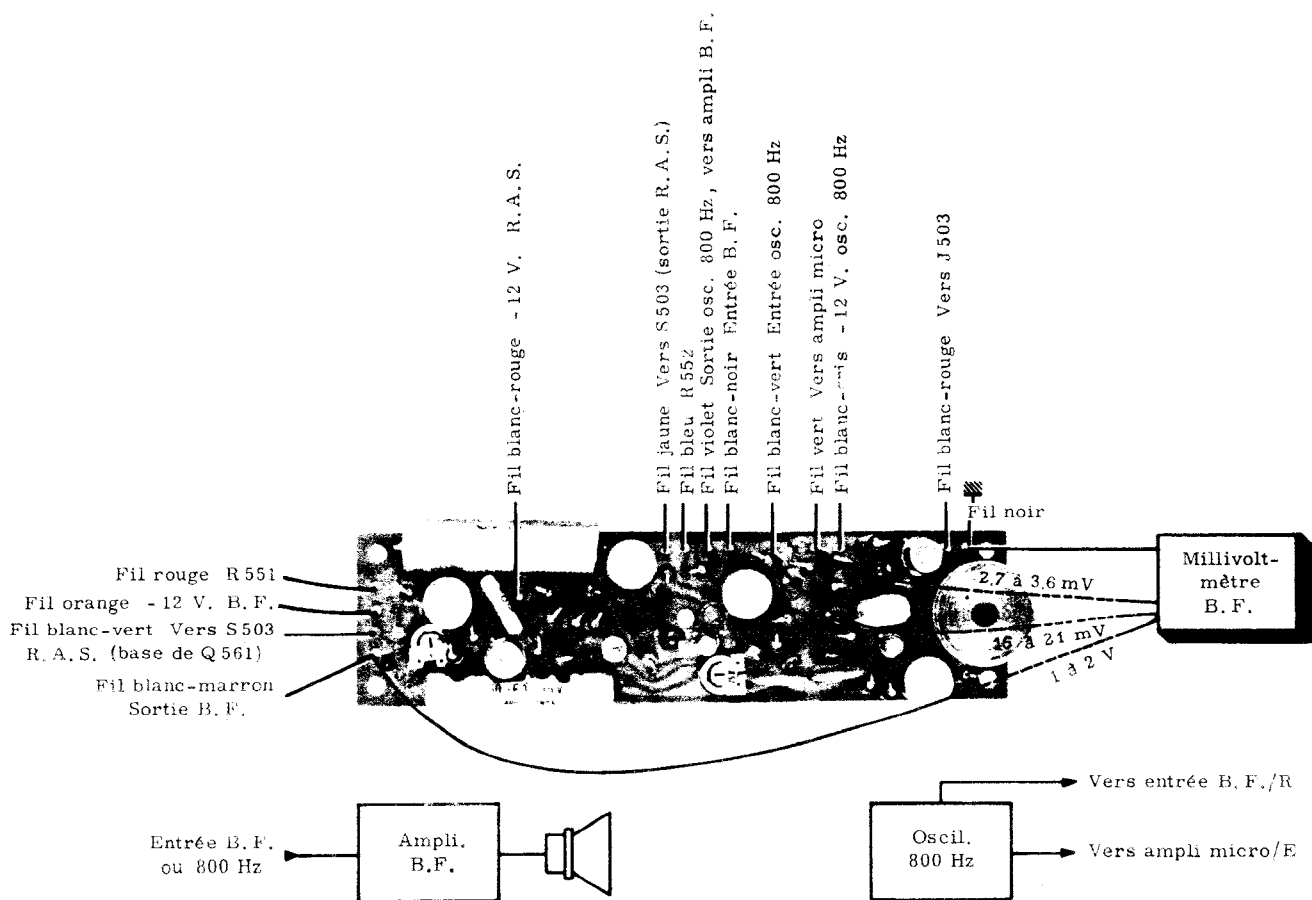 Fil blanc-rouge -12 V. R.A.S.
Fil jaune Vers S503 (sortie R.A.S.)
Fil bleu R552
Fil violet Sortie osc. 800 Hz, vers ampli B.F.
Fil blanc-noir Entrée B.F.
Fil blanc-vert Entrée osc. 800 Hz
Fil vert Vers ampli micro
Fil blanc-gris -12 V. osc. 800 Hz
Fil blanc-rouge Vers J503
Fil noir
Fil rouge R551
Fil orange -12 V. B.F.
Fil blanc-vert Vers S503
R.A.S. (base de Q561)
Fil blanc-marron
Sortie B.F.
2,7 à 3,6 mV
16 à 21 mV
1 à 2 V
Millivolt-
mètre
B.F.
Entrée B.F.
ou 800 Hz
Ampli.
B.F.
Oscil.
800 Hz
Vers entrée B.F./R
Vers ampli micro/E